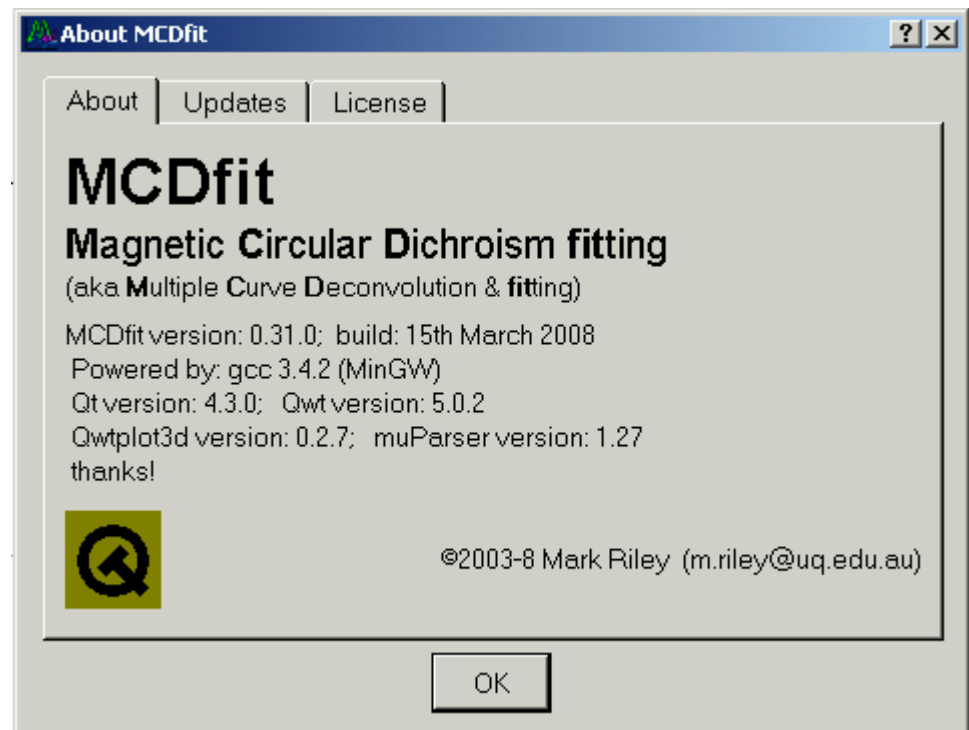 About MCDfit
About Updates License
MCDfit
Magnetic Circular Dichroism fitting
(aka Multiple Curve Deconvolution & fitting)
MCDfit version: 0.31.0; build: 15th March 2008
Powered by: gcc 3.4.2 (MinGW)
Qt version: 4.3.0; Qwt version: 5.0.2
Qwtplot3d version: 0.2.7; muParser version: 1.27
thanks!
©2003-8 Mark Riley (m.riley@uq.edu.au)
OK